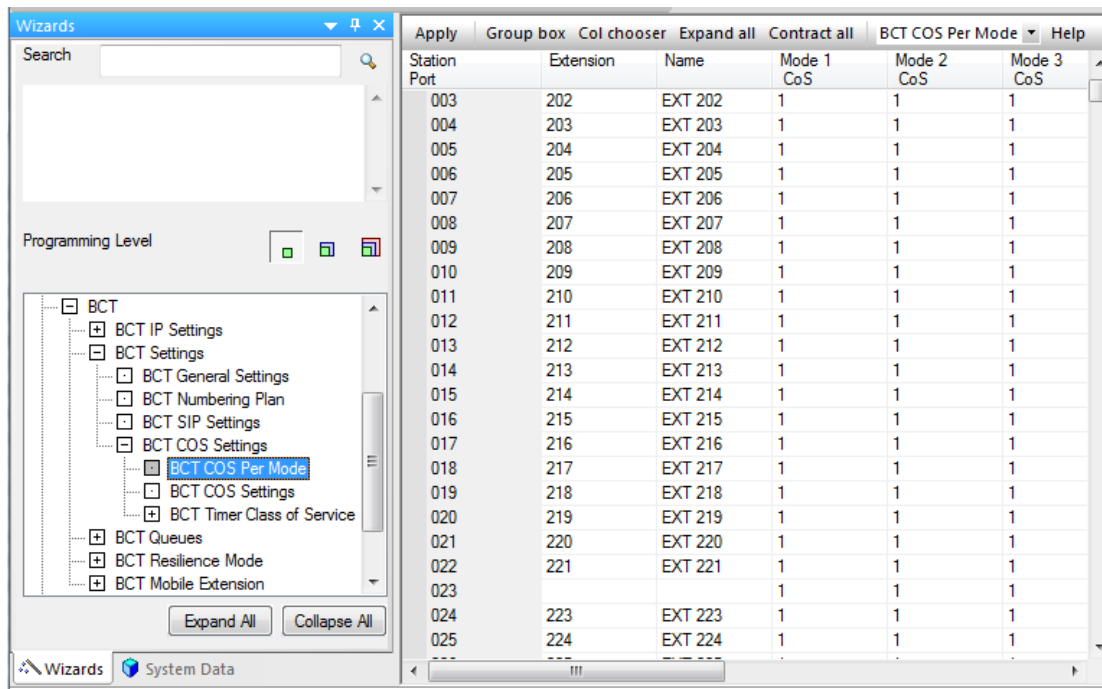 Wizards
Search
Programming Level
BCT
BCT IP Settings
BCT Settings
BCT General Settings
BCT Numbering Plan
BCT SIP Settings
BCT COS Settings
BCT COS Per Mode
BCT COS Settings
BCT Timer Class of Service
BCT Queues
BCT Resilience Mode
BCT Mobile Extension
Expand All Collapse All
Wizards System Data
Apply Group box Col chooser Expand all Contract all BCT COS Per Mode Help
Station Port Extension Name Mode 1 CoS Mode 2 CoS Mode 3 CoS
003 202 EXT 202 1 1 1
004 203 EXT 203 1 1 1
005 204 EXT 204 1 1 1
006 205 EXT 205 1 1 1
007 206 EXT 206 1 1 1
008 207 EXT 207 1 1 1
009 208 EXT 208 1 1 1
010 209 EXT 209 1 1 1
011 210 EXT 210 1 1 1
012 211 EXT 211 1 1 1
013 212 EXT 212 1 1 1
014 213 EXT 213 1 1 1
015 214 EXT 214 1 1 1
016 215 EXT 215 1 1 1
017 216 EXT 216 1 1 1
018 217 EXT 217 1 1 1
019 218 EXT 218 1 1 1
020 219 EXT 219 1 1 1
021 220 EXT 220 1 1 1
022 221 EXT 221 1 1 1
023 1 1 1
024 223 EXT 223 1 1 1
025 224 EXT 224 1 1 1